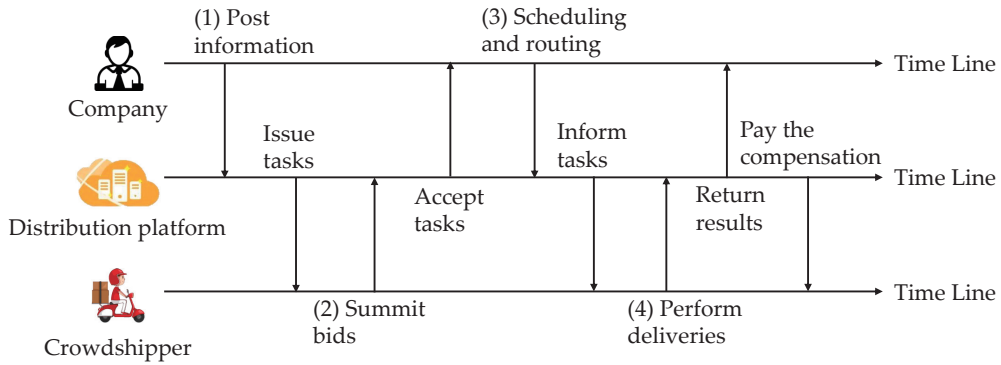 (1) Post
information
(3) Scheduling
and routing
Time Line
Company
Issue
tasks
Inform
tasks
Pay the
compensation
Time Line
Accept
tasks
Return
results
Distribution platform
Time Line
(2) Summit
bids
(4) Perform
deliveries
Crowdshipper